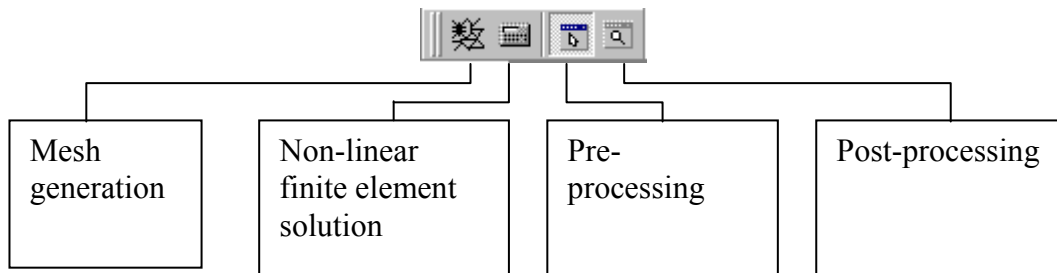 Mesh
generation
Non-linear
finite element
solution
Pre-
processing
Post-processing